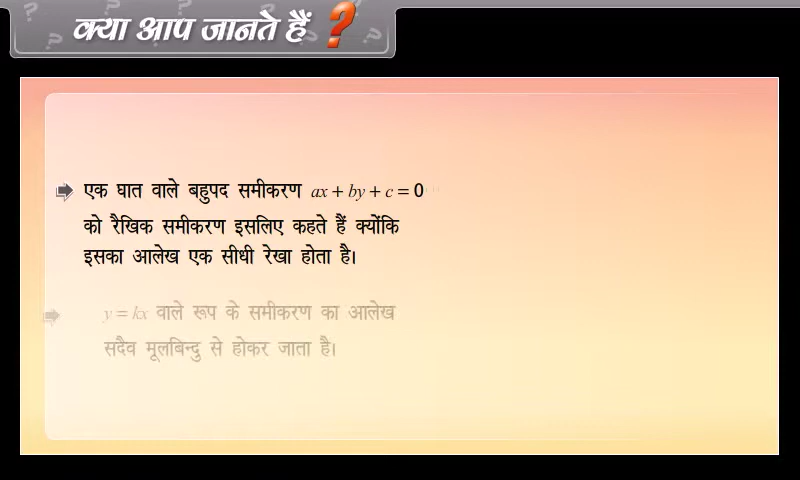 क्या आप जानते हैं ?
एक घात वाले बहुपद समीकरण ax + by + c = 0
को रैखिक समीकरण इसलिए कहते हैं क्योंकि
इसका आलेख एक सीधी रेखा होता है।
y = kx वाले रूप के समीकरण का आलेख
सदैव मूलबिन्दु से होकर जाता है।